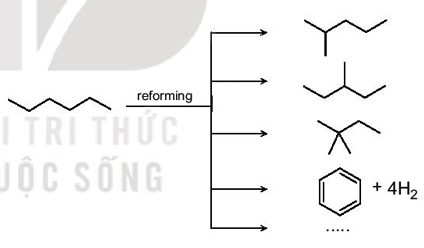 reforming
I TRI THỨC
UỘC SỐNG
+ 4H₂
.....